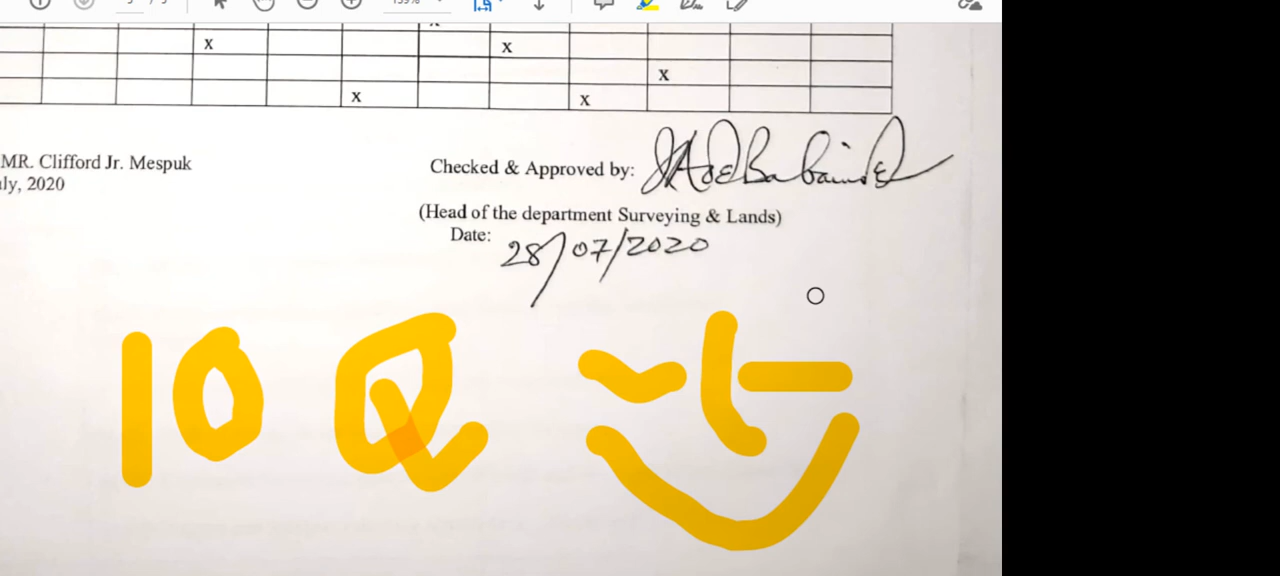 x x
x
x x
MR. Clifford Jr. Mespuk
Checked & Approved by:
ly, 2020
(Head of the department Surveying & Lands)
Date: 28/07/2020
10 Q